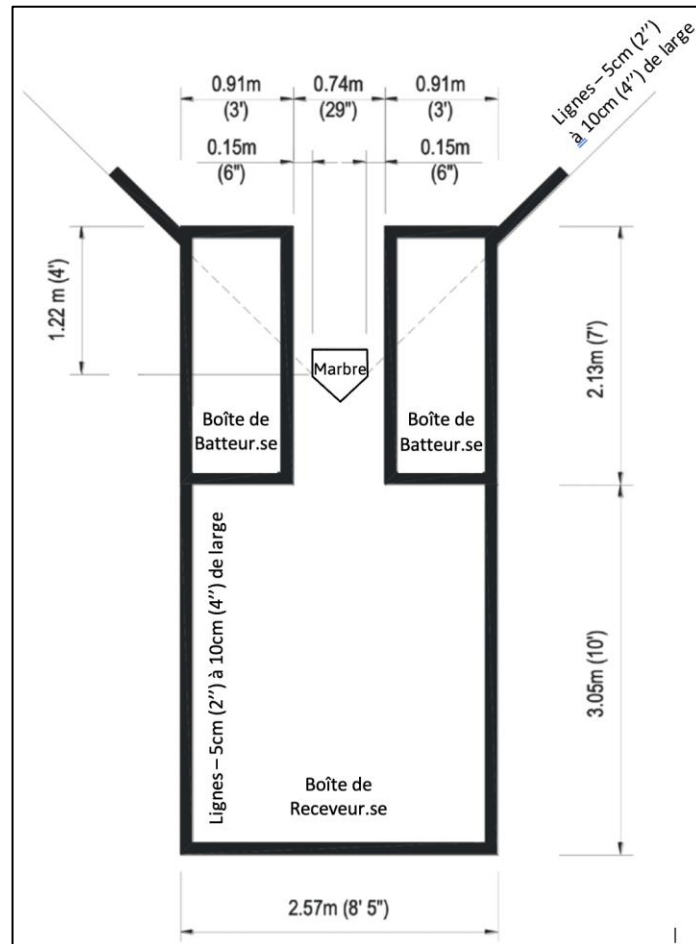 0.91m
(3')
0.74m
(29")
0.91m
(3')
Lignes – 5cm (2’’)
à 10cm (4’’) de large
0.15m
(6")
0.15m
(6")
1.22 m (4')
2.13m (7')
Marbre
Boîte de
Batteur.se
Boîte de
Batteur.se
Lignes – 5cm (2’’) à 10cm (4’’) de large
3.05m (10')
Boîte de
Receveur.se
2.57m (8' 5")